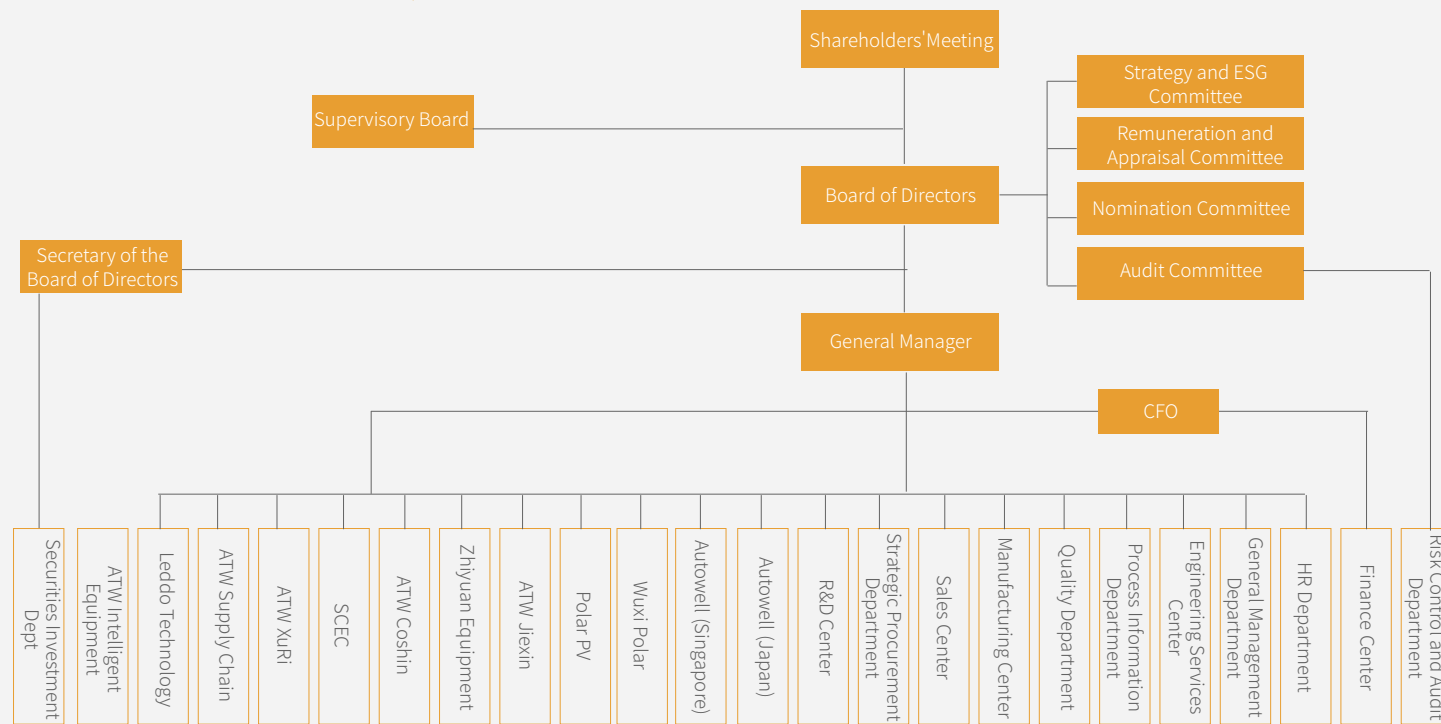 Shareholders'Meeting
Strategy and ESG
Committee
Supervisory Board
Remuneration and
Appraisal Committee
Board of Directors
Nomination Committee
Secretary of the
Board of Directors
Audit Committee
General Manager
CFO
Securities Investment
Dept
ATW Intelligent
Equipment
Leddo Technology
ATW Supply Chain
ATW XuRi
SCEC
ATW Coshin
Zhiyuan Equipment
ATW Jiexin
Polar PV
Wuxi Polar
Autowell (Singapore)
Autowell (Japan)
R&D Center
Strategic Procurement
Department
Sales Center
Manufacturing Center
Quality Department
Process Information
Department
Engineering Services
Center
General Management
Department
HR Department
Finance Center
Risk Control and Audit
Department